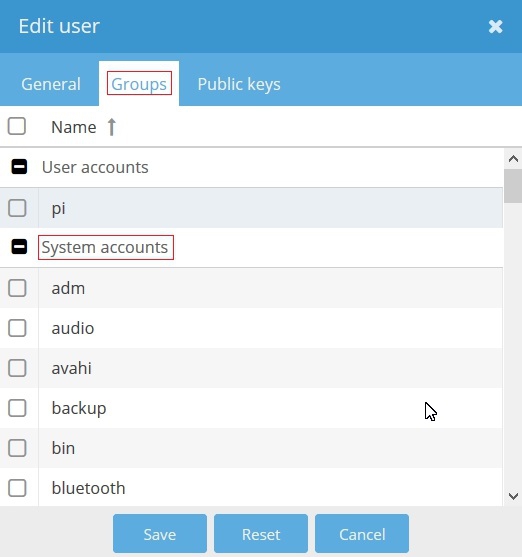 Edit user
General Groups Public keys
Name
User accounts
pi
System accounts
adm
audio
avahi
backup
bin
bluetooth
Save Reset Cancel